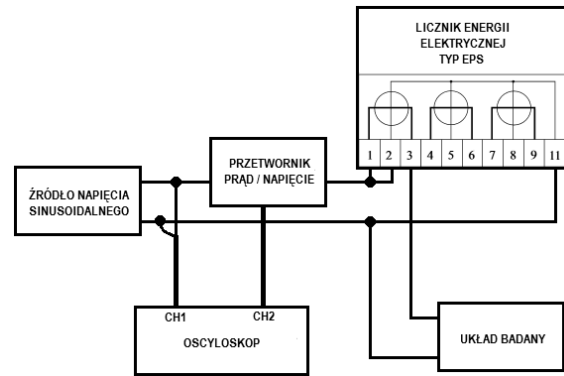 LICZNIK ENERGII
ELEKTRYCZNEJ
TYP EPS
1 2 3 4 5 6 7 8 9 11
PRZETWORNIK
PRĄD / NAPIĘCIE
ŹRÓDŁO NAPIĘCIA
SINUSOIDALNEGO
CH1 CH2
OSCYLOSKOP
UKŁAD BADANY